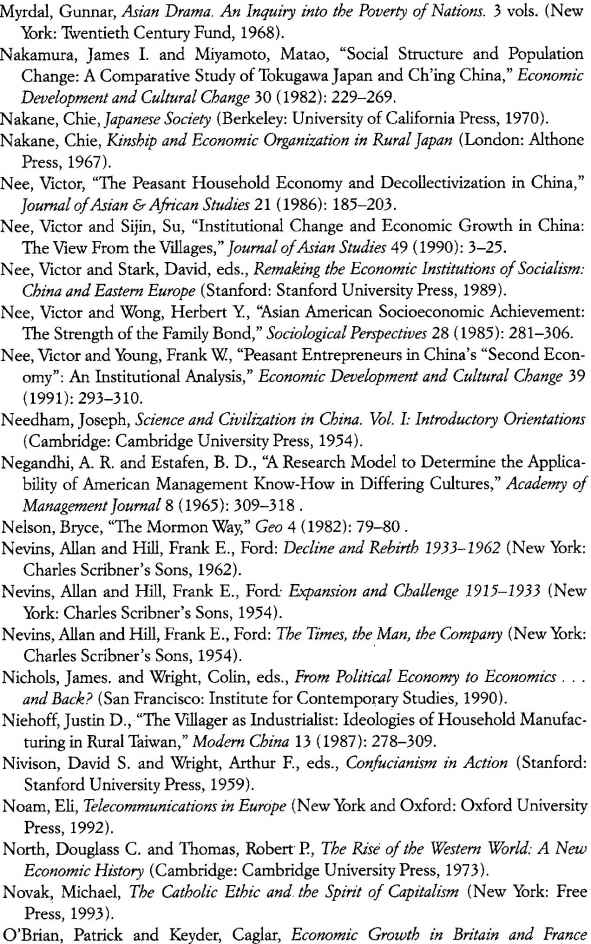 Myrdal, Gunnar, Asian Drama. An Inquiry into the Poverty of Nations. 3 vols. (New
York: Twentieth Century Fund, 1968).
Nakamura, James I. and Miyamoto, Matao, “Social Structure and Population
Change: A Comparative Study of Tokugawa Japan and Ch'ing China,” Economic
Development and Cultural Change 30 (1982): 229–269.
Nakane, Chie, Japanese Society (Berkeley: University of California Press, 1970).
Nakane, Chie, Kinship and Economic Organization in Rural Japan (London: Althone
Press, 1967).
Nee, Victor, “The Peasant Household Economy and Decollectivization in China,”
Journal of Asian & African Studies 21 (1986): 185–203.
Nee, Victor and Sijin, Su, “Institutional Change and Economic Growth in China:
The View From the Villages,” Journal of Asian Studies 49 (1990): 3–25.
Nee, Victor and Stark, David, eds., Remaking the Economic Institutions of Socialism:
China and Eastern Europe (Stanford: Stanford University Press, 1989).
Nee, Victor and Wong, Herbert Y., “Asian American Socioeconomic Achievement:
The Strength of the Family Bond,” Sociological Perspectives 28 (1985): 281–306.
Nee, Victor and Young, Frank W., “Peasant Entrepreneurs in China's “Second Econ-
omy”: An Institutional Analysis,” Economic Development and Cultural Change 39
(1991): 293–310.
Needham, Joseph, Science and Civilization in China. Vol. I: Introductory Orientations
(Cambridge: Cambridge University Press, 1954).
Negandhi, A. R. and Estafen, B. D., “A Research Model to Determine the Applica-
bility of American Management Know-How in Differing Cultures,” Academy of
Management Journal 8 (1965): 309–318 .
Nelson, Bryce, “The Mormon Way,” Geo 4 (1982): 79–80 .
Nevins, Allan and Hill, Frank E., Ford: Decline and Rebirth 1933–1962 (New York:
Charles Scribner's Sons, 1962).
Nevins, Allan and Hill, Frank E., Ford: Expansion and Challenge 1915–1933 (New
York: Charles Scribner's Sons, 1954).
Nevins, Allan and Hill, Frank E., Ford: The Times, the Man, the Company (New York:
Charles Scribner's Sons, 1954).
Nichols, James. and Wright, Colin, eds., From Political Economy to Economics . . .
and Back? (San Francisco: Institute for Contemporary Studies, 1990).
Niehoff, Justin D., “The Villager as Industrialist: Ideologies of Household Manufac-
turing in Rural Taiwan,” Modern China 13 (1987): 278–309.
Nivison, David S. and Wright, Arthur F., eds., Confucianism in Action (Stanford:
Stanford University Press, 1959).
Noam, Eli, Telecommunications in Europe (New York and Oxford: Oxford University
Press, 1992).
North, Douglass C. and Thomas, Robert P., The Rise of the Western World: A New
Economic History (Cambridge: Cambridge University Press, 1973).
Novak, Michael, The Catholic Ethic and the Spirit of Capitalism (New York: Free
Press, 1993).
O'Brian, Patrick and Keyder, Caglar, Economic Growth in Britain and France